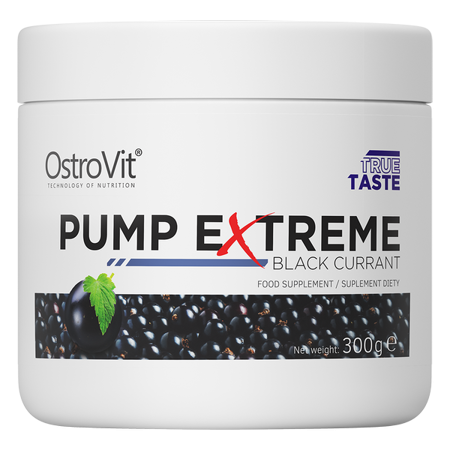 OstroVit®
TECHNOLOGY OF NUTRITION
TRUE
TASTE
PUMP EXTREME
BLACK CURRANT
FOOD SUPPLEMENT / SUPLEMENT DIETY
Net weight: 300g℮